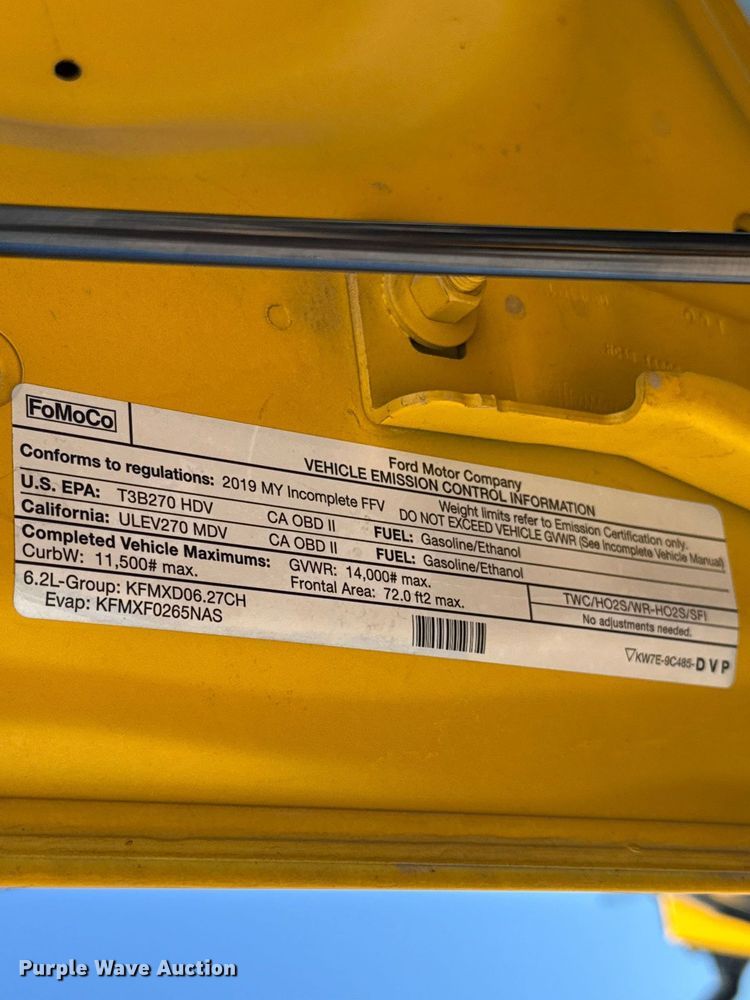 FoMoCo
Ford Motor Company
VEHICLE EMISSION CONTROL INFORMATION
Conforms to regulations: 2019 MY Incomplete FFV
Weight limits refer to Emission Certification only.
DO NOT EXCEED VEHICLE GVWR (See Incomplete Vehicle Manual)
U.S. EPA: T3B270 HDV CA OBD II FUEL: Gasoline/Ethanol
California: ULEV270 MDV CA OBD II FUEL: Gasoline/Ethanol
Completed Vehicle Maximums: GVWR: 14,000# max.
CurbW: 11,500# max. Frontal Area: 72.0 ft2 max.
6.2L-Group: KFMXD06.27CH
Evap: KFMXF0265NAS
TWC/HO2S/WR-HO2S/SFI
No adjustments needed.
KW7E-9C485-DVP
Purple Wave Auction